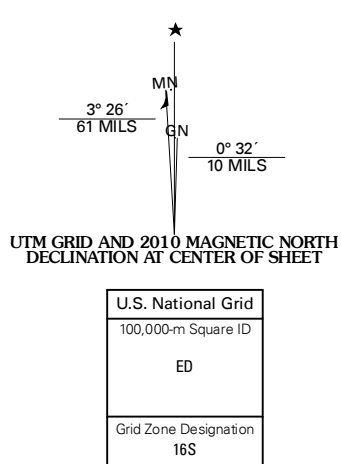 ★
MN
3° 26´
61 MILS
GN
0° 32´
10 MILS
UTM GRID AND 2010 MAGNETIC NORTH
DECLINATION AT CENTER OF SHEET
U.S. National Grid
100,000-m Square ID
ED
Grid Zone Designation
16S